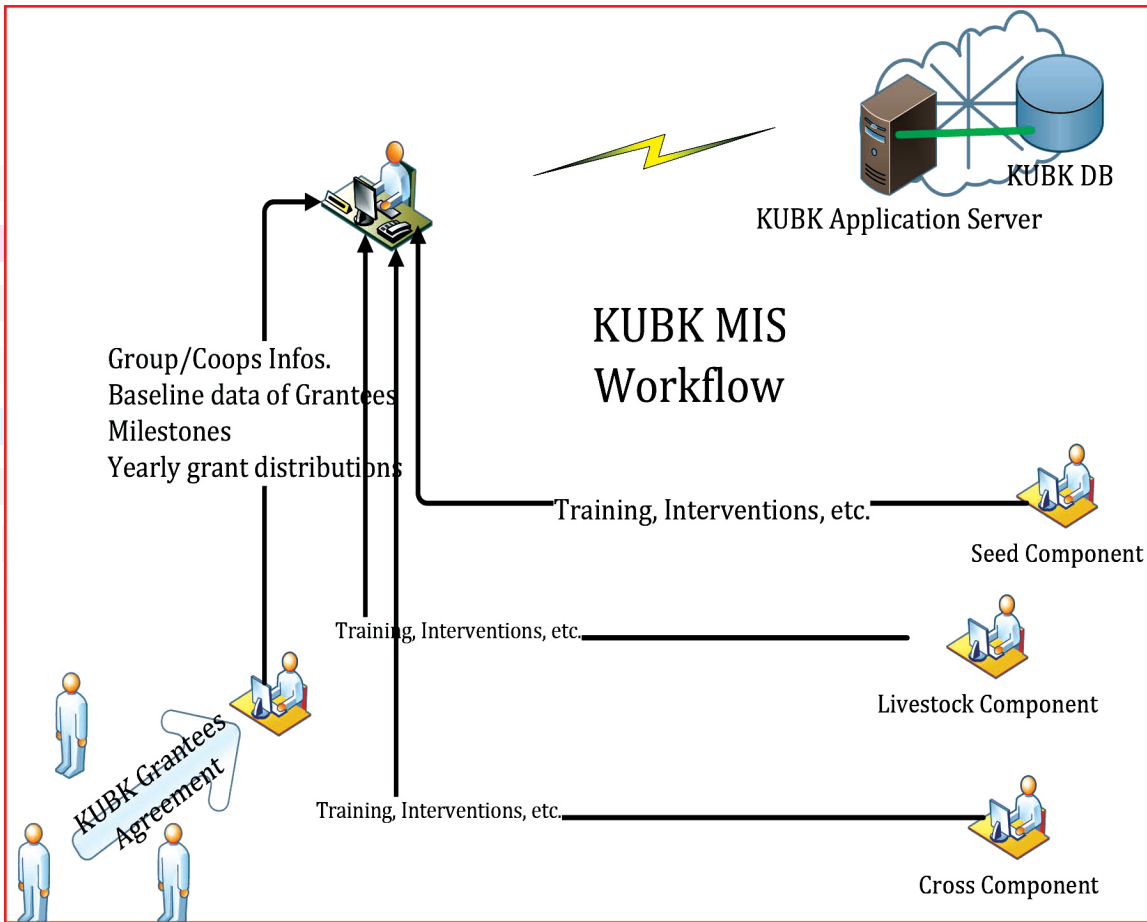 KUBK DB
KUBK Application Server
KUBK MIS
Workflow
Group/Coops Infos.
Baseline data of Grantees
Milestones
Yearly grant distributions
Training, Interventions, etc.
Seed Component
Training, Interventions, etc.
Livestock Component
KUBK Grantees
Agreement
Training, Interventions, etc.
Cross Component